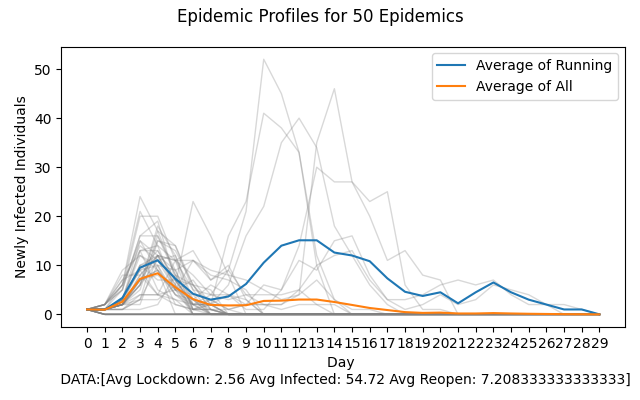 Epidemic Profiles for 50 Epidemics
Average of Running
Average of All
50
40
30
20
10
0
Newly Infected Individuals
0 1 2 3 4 5 6 7 8 9 10 11 12 13 14 15 16 17 18 19 20 21 22 23 24 25 26 27 28 29
Day
DATA:[Avg Lockdown: 2.56 Avg Infected: 54.72 Avg Reopen: 7.208333333333333]